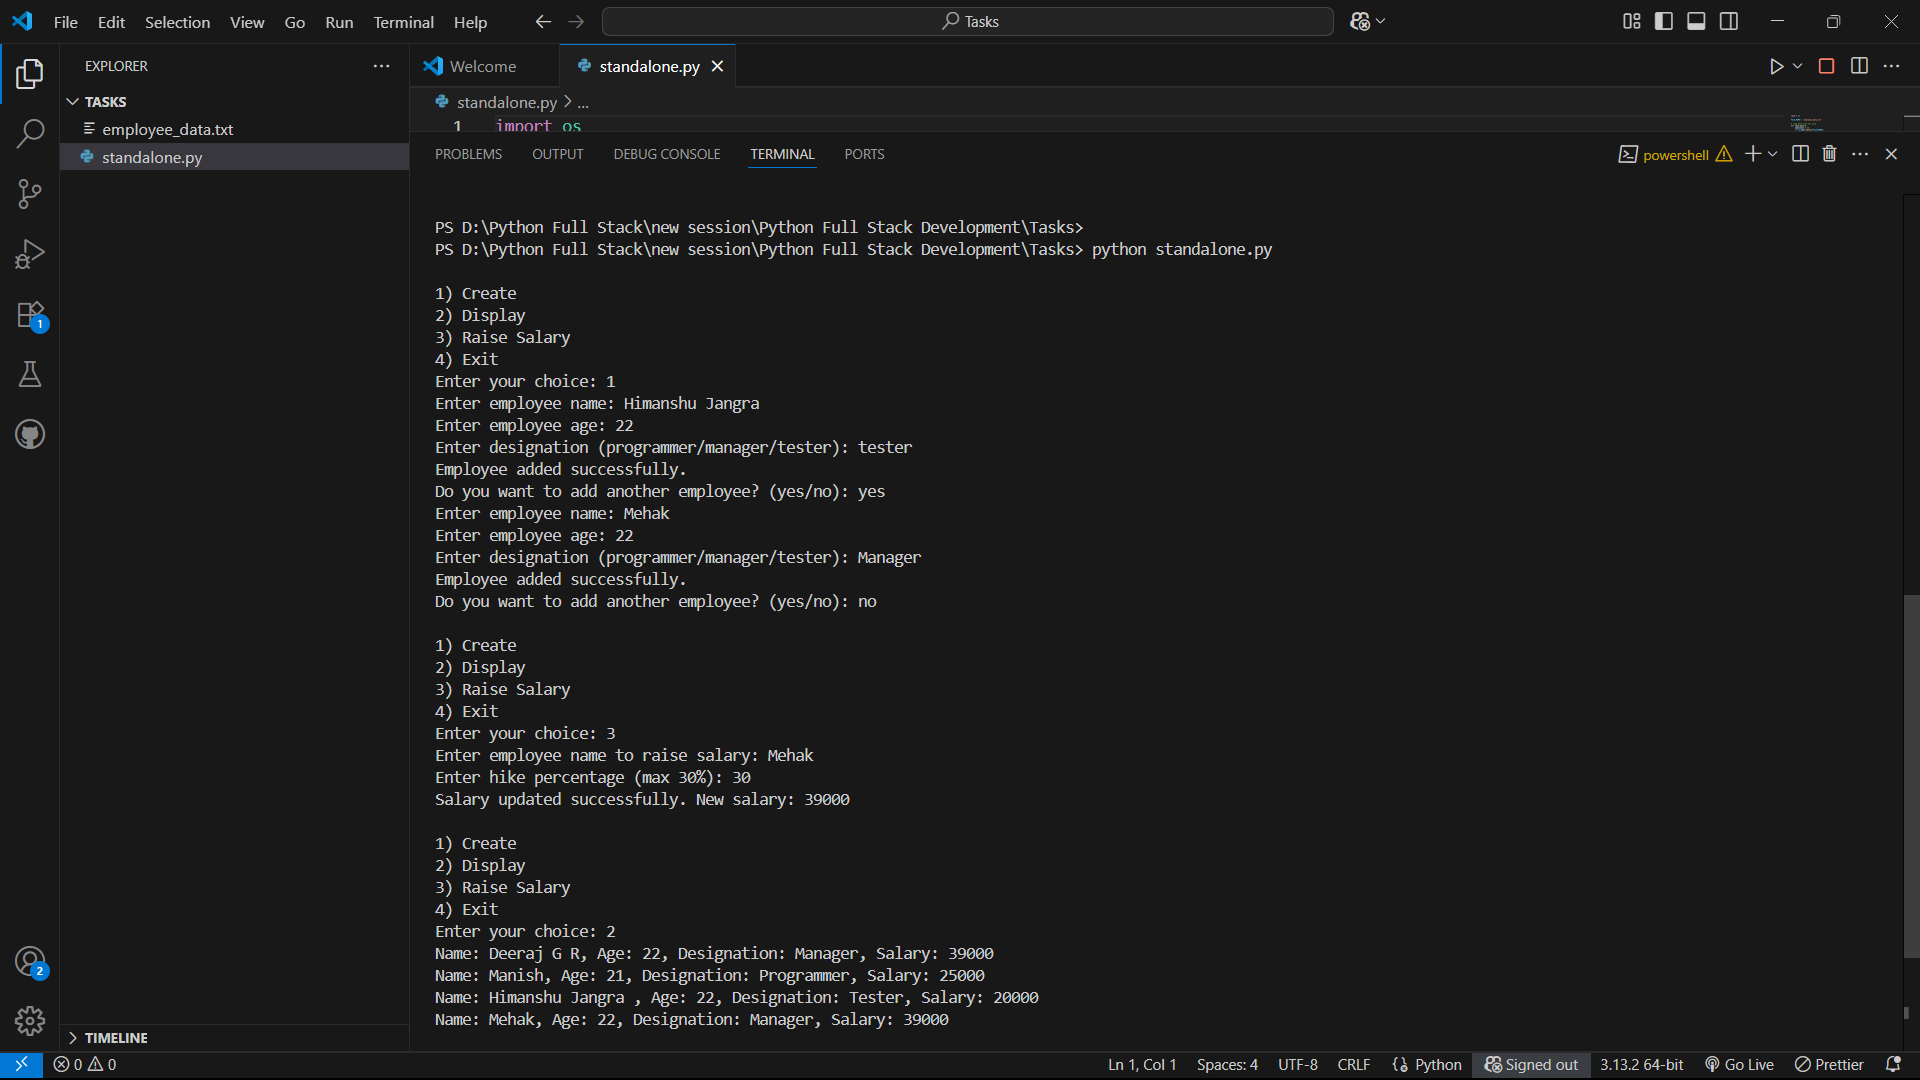 File Edit Selection View Go Run Terminal Help
Tasks
EXPLORER
TASKS
employee_data.txt
standalone.py
1
2
TIMELINE
Welcome
standalone.py
standalone.py > ...
1 import os
PROBLEMS OUTPUT DEBUG CONSOLE TERMINAL PORTS
powershell
PS D:\Python Full Stack\new session\Python Full Stack Development\Tasks>
PS D:\Python Full Stack\new session\Python Full Stack Development\Tasks> python standalone.py
1) Create
2) Display
3) Raise Salary
4) Exit
Enter your choice: 1
Enter employee name: Himanshu Jangra
Enter employee age: 22
Enter designation (programmer/manager/tester): tester
Employee added successfully.
Do you want to add another employee? (yes/no): yes
Enter employee name: Mehak
Enter employee age: 22
Enter designation (programmer/manager/tester): Manager
Employee added successfully.
Do you want to add another employee? (yes/no): no
1) Create
2) Display
3) Raise Salary
4) Exit
Enter your choice: 3
Enter employee name to raise salary: Mehak
Enter hike percentage (max 30%): 30
Salary updated successfully. New salary: 39000
1) Create
2) Display
3) Raise Salary
4) Exit
Enter your choice: 2
Name: Deeraj G R, Age: 22, Designation: Manager, Salary: 39000
Name: Manish, Age: 21, Designation: Programmer, Salary: 25000
Name: Himanshu Jangra , Age: 22, Designation: Tester, Salary: 20000
Name: Mehak, Age: 22, Designation: Manager, Salary: 39000
0 0
Ln 1, Col 1 Spaces: 4 UTF-8 CRLF {} Python Signed out 3.13.2 64-bit Go Live Prettier